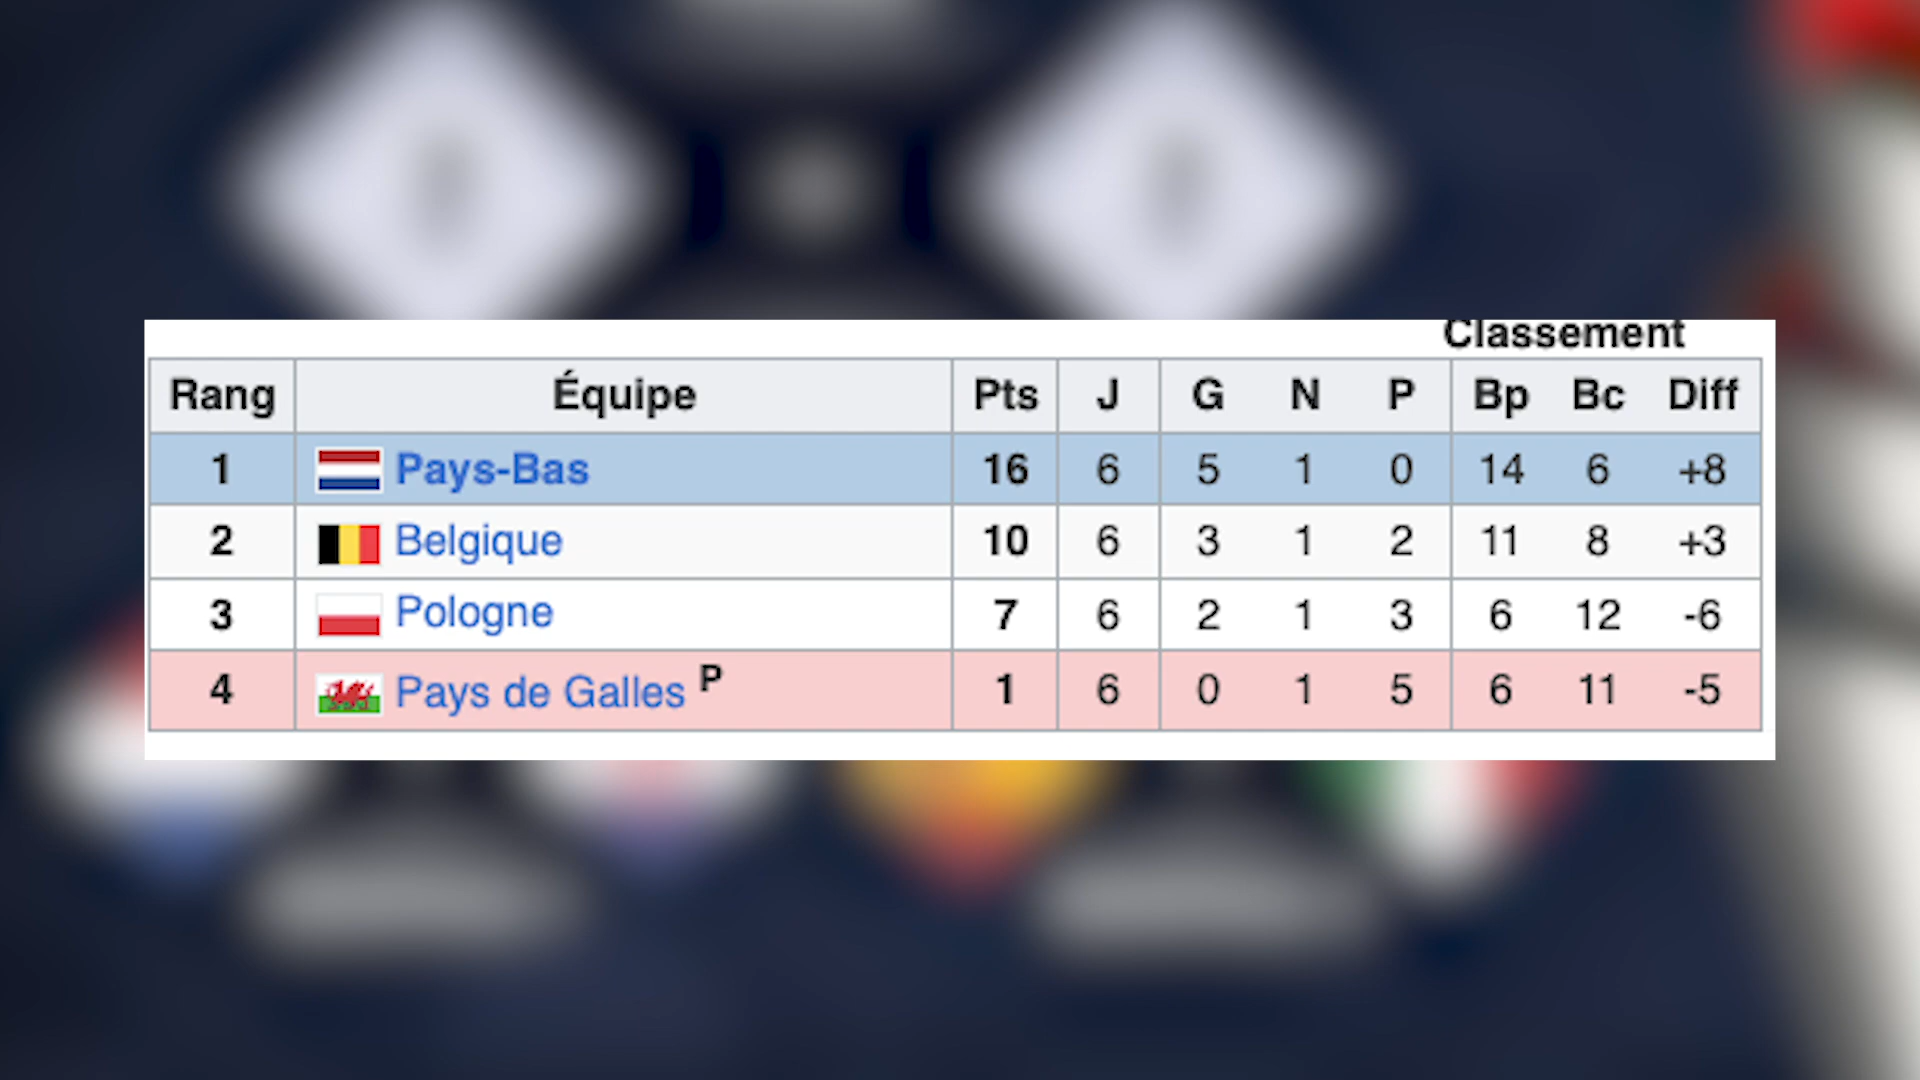 Classement
Rang Équipe Pts J G N P Bp Bc Diff
1 Pays-Bas 16 6 5 1 0 14 6 +8
2 Belgique 10 6 3 1 2 11 8 +3
3 Pologne 7 6 2 1 3 6 12 -6
4 Pays de Galles P 1 6 0 1 5 6 11 -5